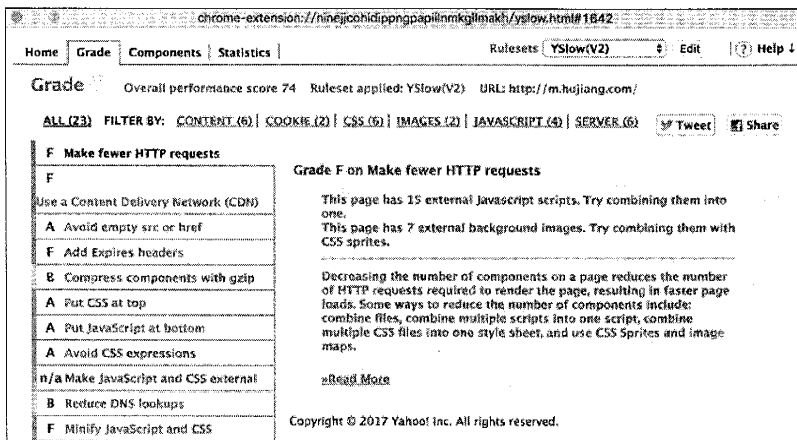 chrome-extension://ninejjcohidippngpapiilnmkgllmakh/yslow.html#1642
Home Grade Components Statistics Rulesets YSlow(V2) Edit (?) Help ↓
Grade Overall performance score 74 Ruleset applied: YSlow(V2) URL: http://m.hujiang.com/
ALL (23) FILTER BY: CONTENT (6) | COOKIE (2) | CSS (6) | IMAGES (2) | JAVASCRIPT (4) | SERVER (6) Tweet Share
F Make fewer HTTP requests
F
Use a Content Delivery Network (CDN)
A Avoid empty src or href
F Add Expires headers
B Compress components with gzip
A Put CSS at top
A Put JavaScript at bottom
A Avoid CSS expressions
n/a Make JavaScript and CSS external
B Reduce DNS lookups
F Minify JavaScript and CSS
Grade F on Make fewer HTTP requests
This page has 15 external Javascript scripts. Try combining them into
one.
This page has 7 external background images. Try combining them with
CSS sprites.
Decreasing the number of components on a page reduces the number
of HTTP requests required to render the page, resulting in faster page
loads. Some ways to reduce the number of components include:
combine files, combine multiple scripts into one script, combine
multiple CSS files into one style sheet, and use CSS Sprites and image
maps.
»Read More
Copyright © 2017 Yahoo! Inc. All rights reserved.